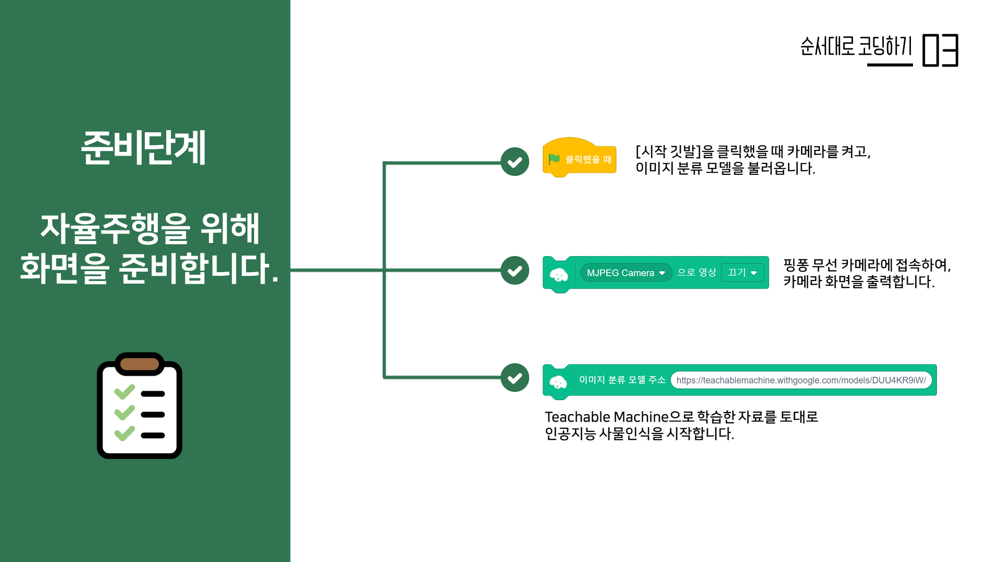 순서대로 코딩하기 03
준비단계
자율주행을 위해
화면을 준비합니다.
클릭했을 때
[시작 깃발]을 클릭했을 때 카메라를 켜고,
이미지 분류 모델을 불러옵니다.
MJPEG Camera 으로 영상 끄기
핑퐁 무선 카메라에 접속하여,
카메라 화면을 출력합니다.
이미지 분류 모델 주소 https://teachablemachine.withgoogle.com/models/DUU4KR9iW/
Teachable Machine으로 학습한 자료를 토대로
인공지능 사물인식을 시작합니다.